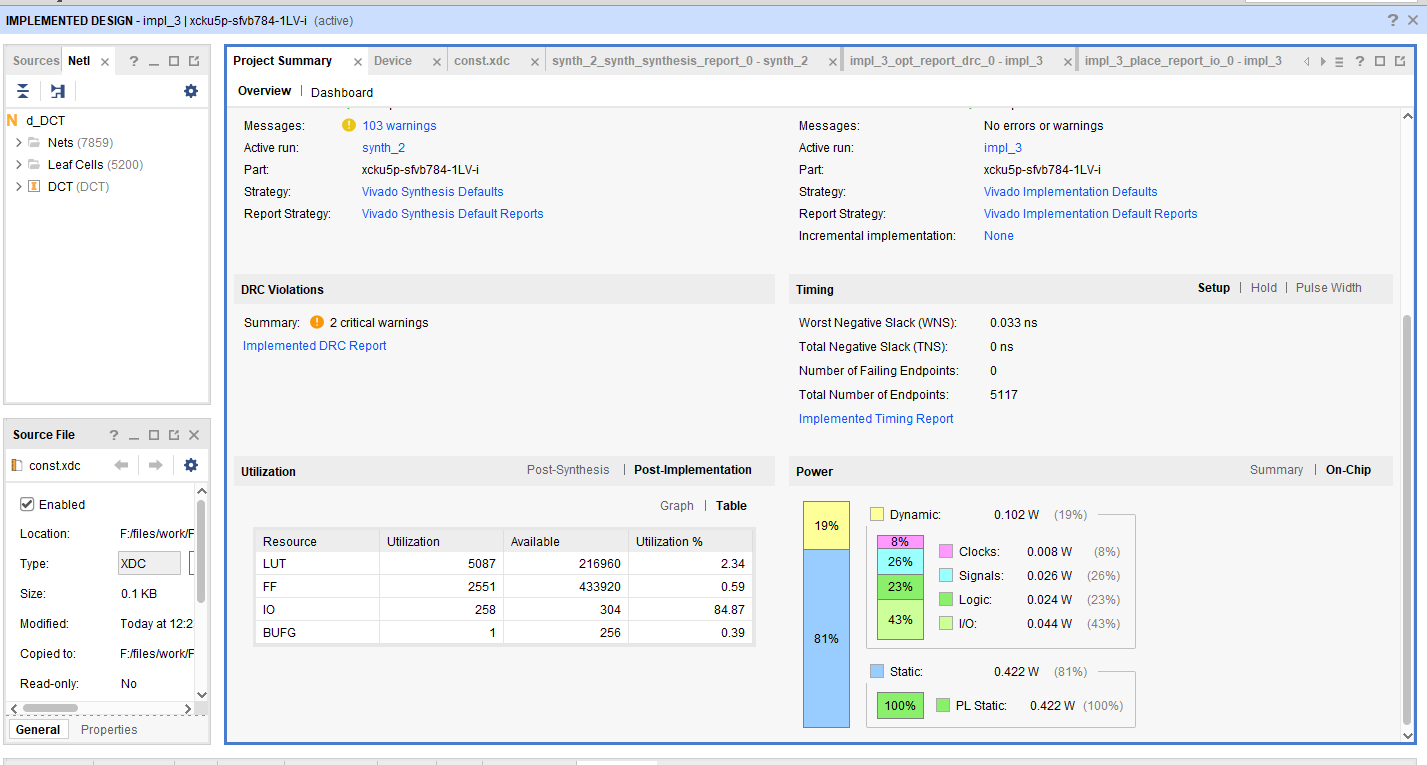 IMPLEMENTED DESIGN - impl_3 | xcku5p-sfvb784-1LV-i (active)
Sources Netl
d_DCT
Nets (7859)
Leaf Cells (5200)
DCT (DCT)
Source File
const.xdc
Enabled
Location: F:/files/work/F
Type: XDC
Size: 0.1 KB
Modified: Today at 12:2
Copied to: F:/files/work/F
Read-only: No
General Properties
Project Summary Device const.xdc synth_2_synth_synthesis_report_0 - synth_2 impl_3_opt_report_drc_0 - impl_3 impl_3_place_report_io_0 - impl_3
Overview | Dashboard
Messages: 103 warnings
Active run: synth_2
Part: xcku5p-sfvb784-1LV-i
Strategy: Vivado Synthesis Defaults
Report Strategy: Vivado Synthesis Default Reports
Messages: No errors or warnings
Active run: impl_3
Part: xcku5p-sfvb784-1LV-i
Strategy: Vivado Implementation Defaults
Report Strategy: Vivado Implementation Default Reports
Incremental implementation: None
DRC Violations
Summary: 2 critical warnings
Implemented DRC Report
Timing Setup | Hold | Pulse Width
Worst Negative Slack (WNS): 0.033 ns
Total Negative Slack (TNS): 0 ns
Number of Failing Endpoints: 0
Total Number of Endpoints: 5117
Implemented Timing Report
Utilization Post-Synthesis | Post-Implementation
Graph | Table
Resource Utilization Available Utilization %
LUT 5087 216960 2.34
FF 2551 433920 0.59
IO 258 304 84.87
BUFG 1 256 0.39
Power Summary | On-Chip
19%
81%
Dynamic: 0.102 W (19%)
8% Clocks: 0.008 W (8%)
26% Signals: 0.026 W (26%)
23% Logic: 0.024 W (23%)
43% I/O: 0.044 W (43%)
Static: 0.422 W (81%)
100% PL Static: 0.422 W (100%)